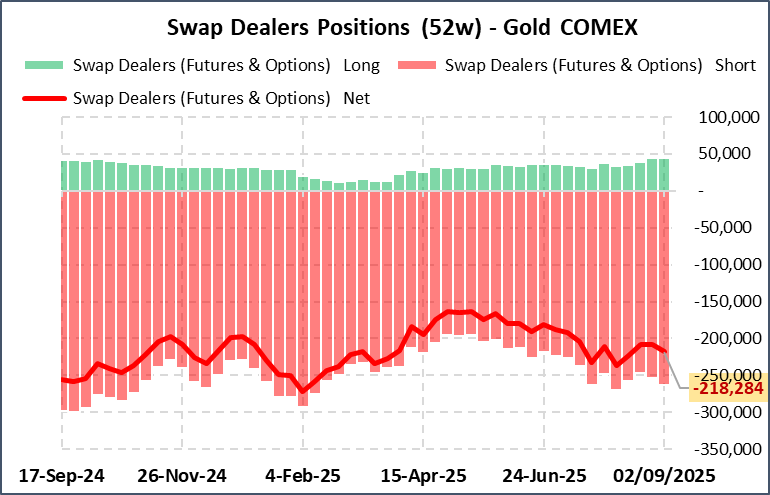 Swap Dealers Positions (52w) - Gold COMEX
Swap Dealers (Futures & Options) Long
Swap Dealers (Futures & Options) Short
Swap Dealers (Futures & Options) Net
100,000
50,000
-
-50,000
-100,000
-150,000
-200,000
-250,000
-218,284
-300,000
-350,000
17-Sep-24 26-Nov-24 4-Feb-25 15-Apr-25 24-Jun-25 02/09/2025